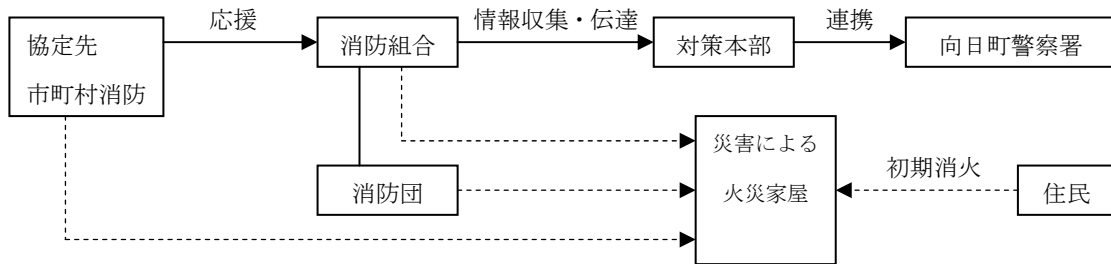 応援
情報収集・伝達
連携
協定先
市町村消防
消防組合
対策本部
向日町警察署
災害による
火災家屋
初期消火
消防団
住民